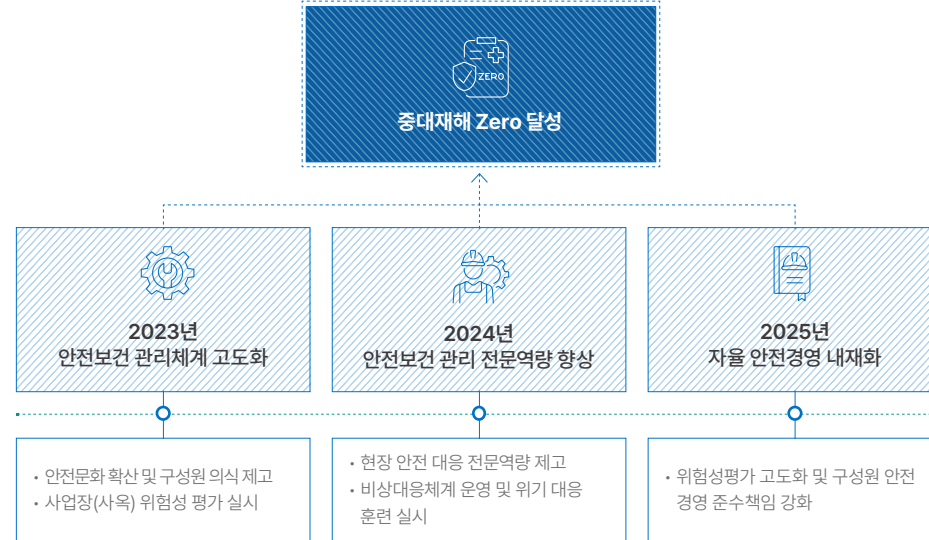 ZERO
중대재해 Zero 달성
2023년
안전보건 관리체계 고도화
2024년
안전보건 관리 전문역량 향상
2025년
자율 안전경영 내재화
• 안전문화 확산 및 구성원 의식 제고
• 사업장(사옥) 위험성 평가 실시
• 현장 안전 대응 전문역량 제고
• 비상대응체계 운영 및 위기 대응
훈련 실시
• 위험성평가 고도화 및 구성원 안전
경영 준수책임 강화